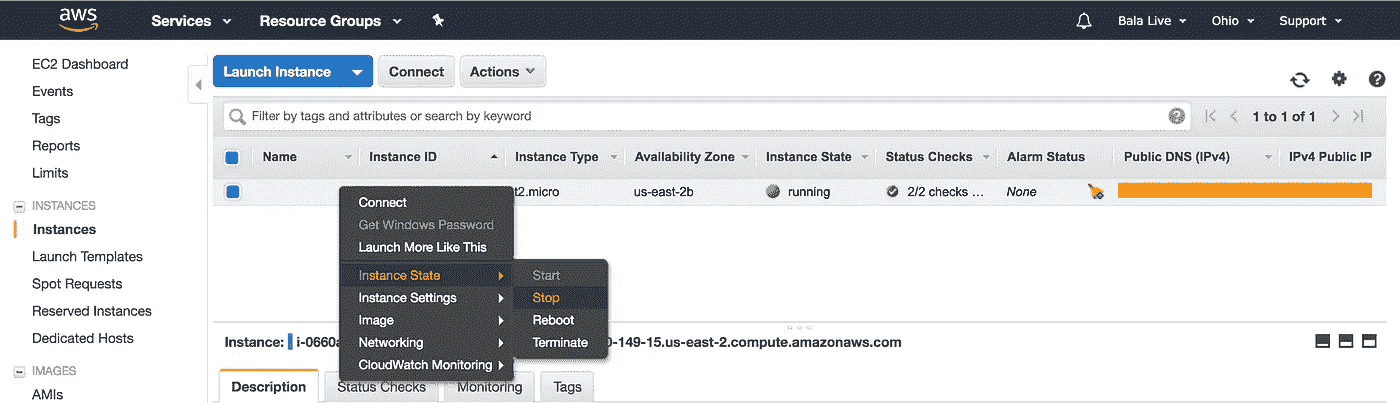 aws Services Resource Groups Bala Live Ohio Support
EC2 Dashboard
Events
Tags
Reports
Limits
INSTANCES
Instances
Launch Templates
Spot Requests
Reserved Instances
Dedicated Hosts
IMAGES
AMIs
Launch Instance Connect Actions
Filter by tags and attributes or search by keyword 1 to 1 of 1
Name Instance ID Instance Type Availability Zone Instance State Status Checks Alarm Status Public DNS (IPv4) IPv4 Public IP
t2.micro us-east-2b running 2/2 checks ... None
Connect
Get Windows Password
Launch More Like This
Instance State
Instance Settings
Image
Networking
CloudWatch Monitoring
Start
Stop
Reboot
Terminate
Instance: i-0660a 0-149-15.us-east-2.compute.amazonaws.com
Description Status Checks Monitoring Tags